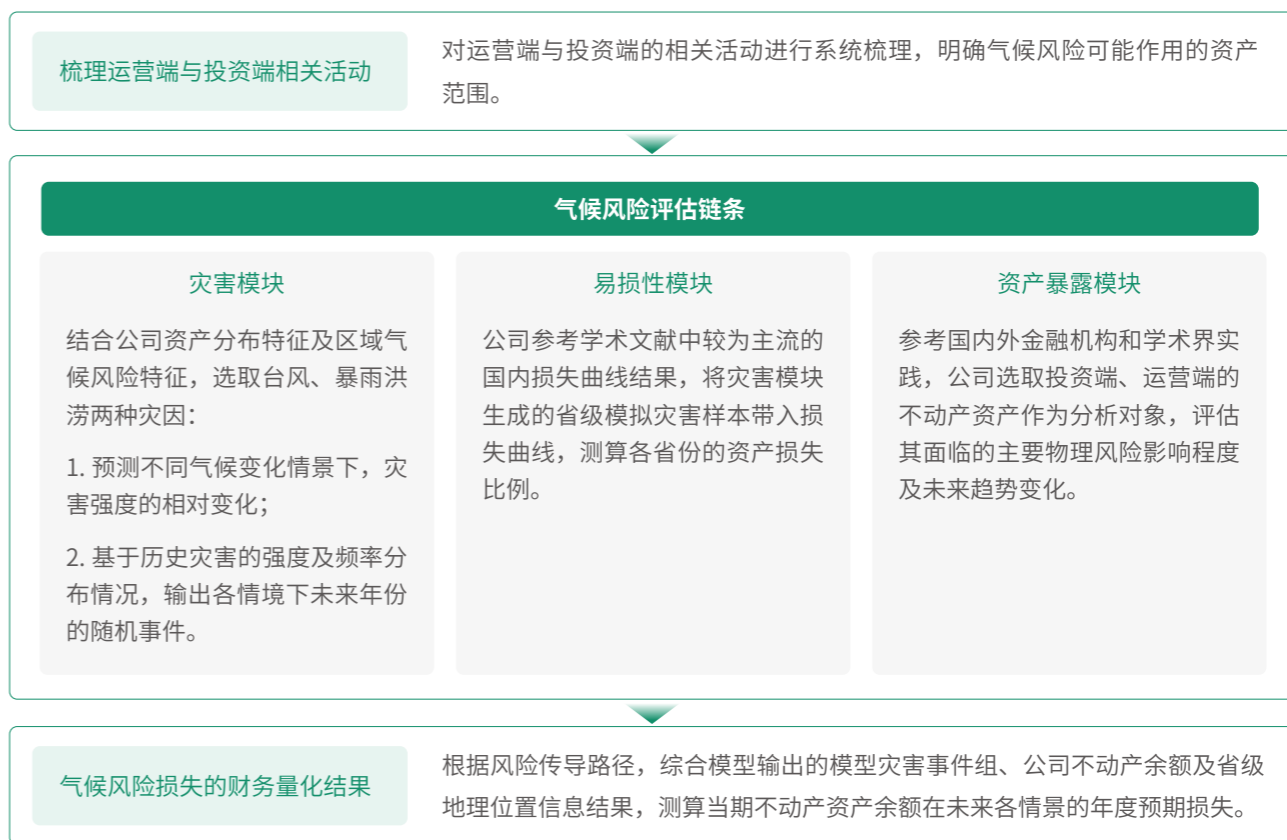 梳理运营端与投资端相关活动
对运营端与投资端的相关活动进行系统梳理，明确气候风险可能作用的资产
范围。
气候风险评估链条
灾害模块
结合公司资产分布特征及区域气
候风险特征，选取台风、暴雨洪
涝两种灾因：
1. 预测不同气候变化情景下，灾
害强度的相对变化；
2. 基于历史灾害的强度及频率分
布情况，输出各情境下未来年份
的随机事件。
易损性模块
公司参考学术文献中较为主流的
国内损失曲线结果，将灾害模块
生成的省级模拟灾害样本带入损
失曲线，测算各省份的资产损失
比例。
资产暴露模块
参考国内外金融机构和学术界实
践，公司选取投资端、运营端的
不动产资产作为分析对象，评估
其面临的主要物理风险影响程度
及未来趋势变化。
气候风险损失的财务量化结果
根据风险传导路径，综合模型输出的模型灾害事件组、公司不动产余额及省级
地理位置信息结果，测算当期不动产资产余额在未来各情景的年度预期损失。